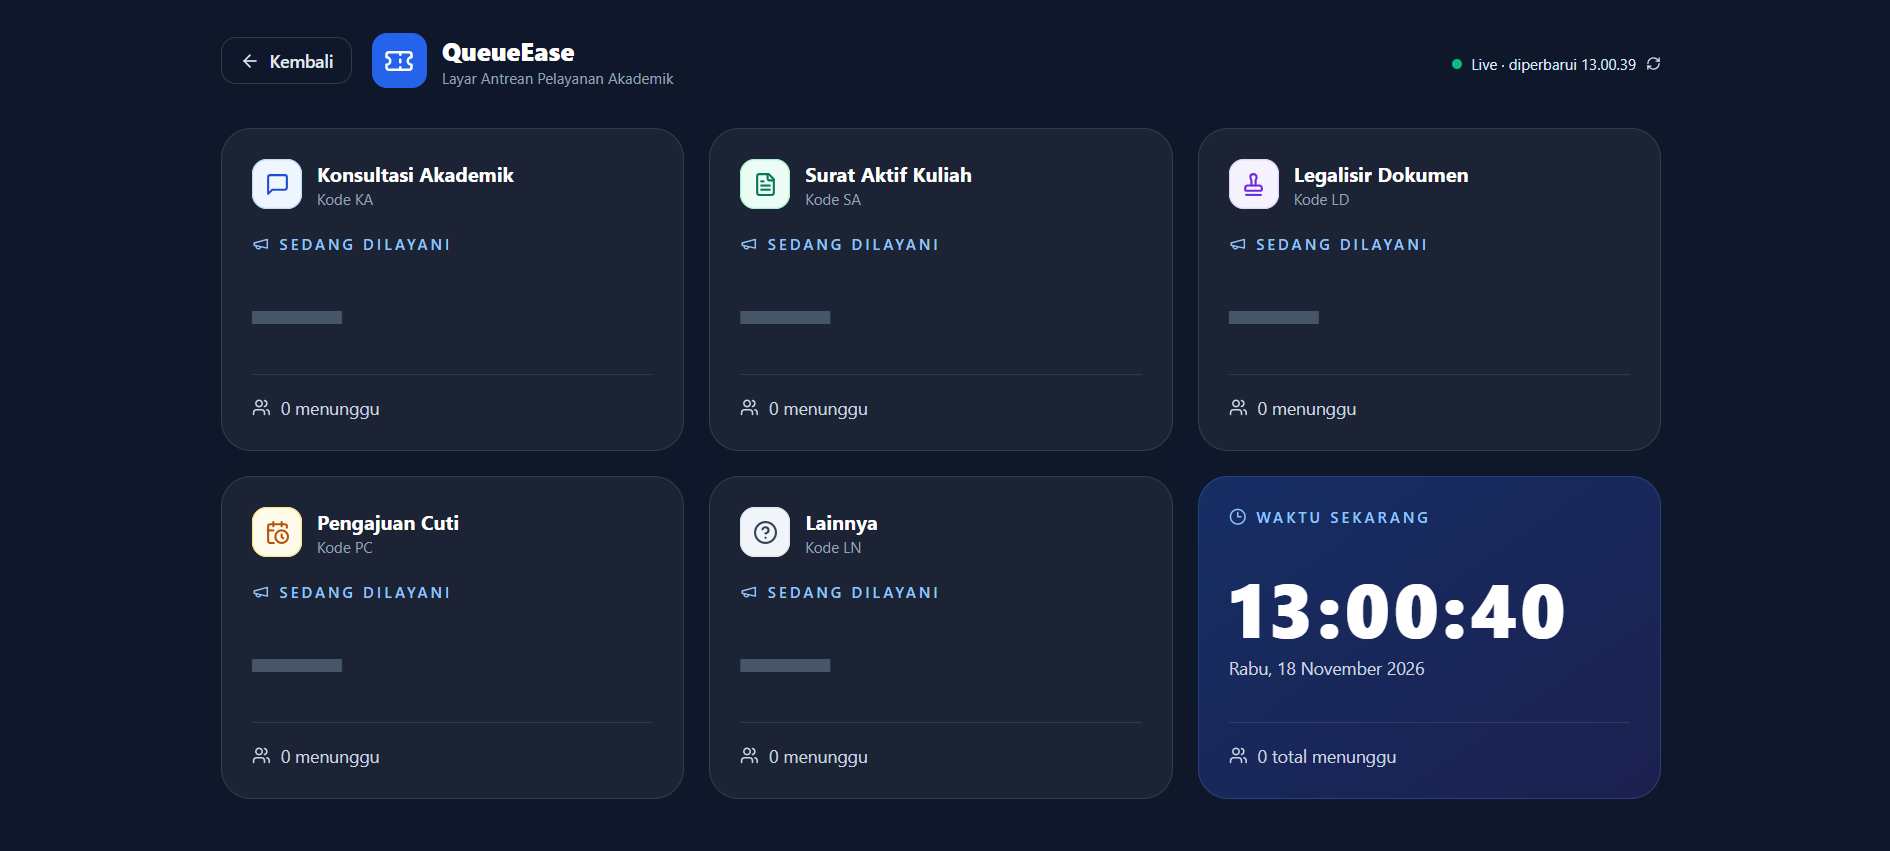 Kembali
QueueEase
Layar Antrean Pelayanan Akademik
Live · diperbarui 13.00.39
Konsultasi Akademik
Kode KA
SEDANG DILAYANI
0 menunggu
Surat Aktif Kuliah
Kode SA
SEDANG DILAYANI
0 menunggu
Legalisir Dokumen
Kode LD
SEDANG DILAYANI
0 menunggu
Pengajuan Cuti
Kode PC
SEDANG DILAYANI
0 menunggu
Lainnya
Kode LN
SEDANG DILAYANI
0 menunggu
WAKTU SEKARANG
13:00:40
Rabu, 18 November 2026
0 total menunggu